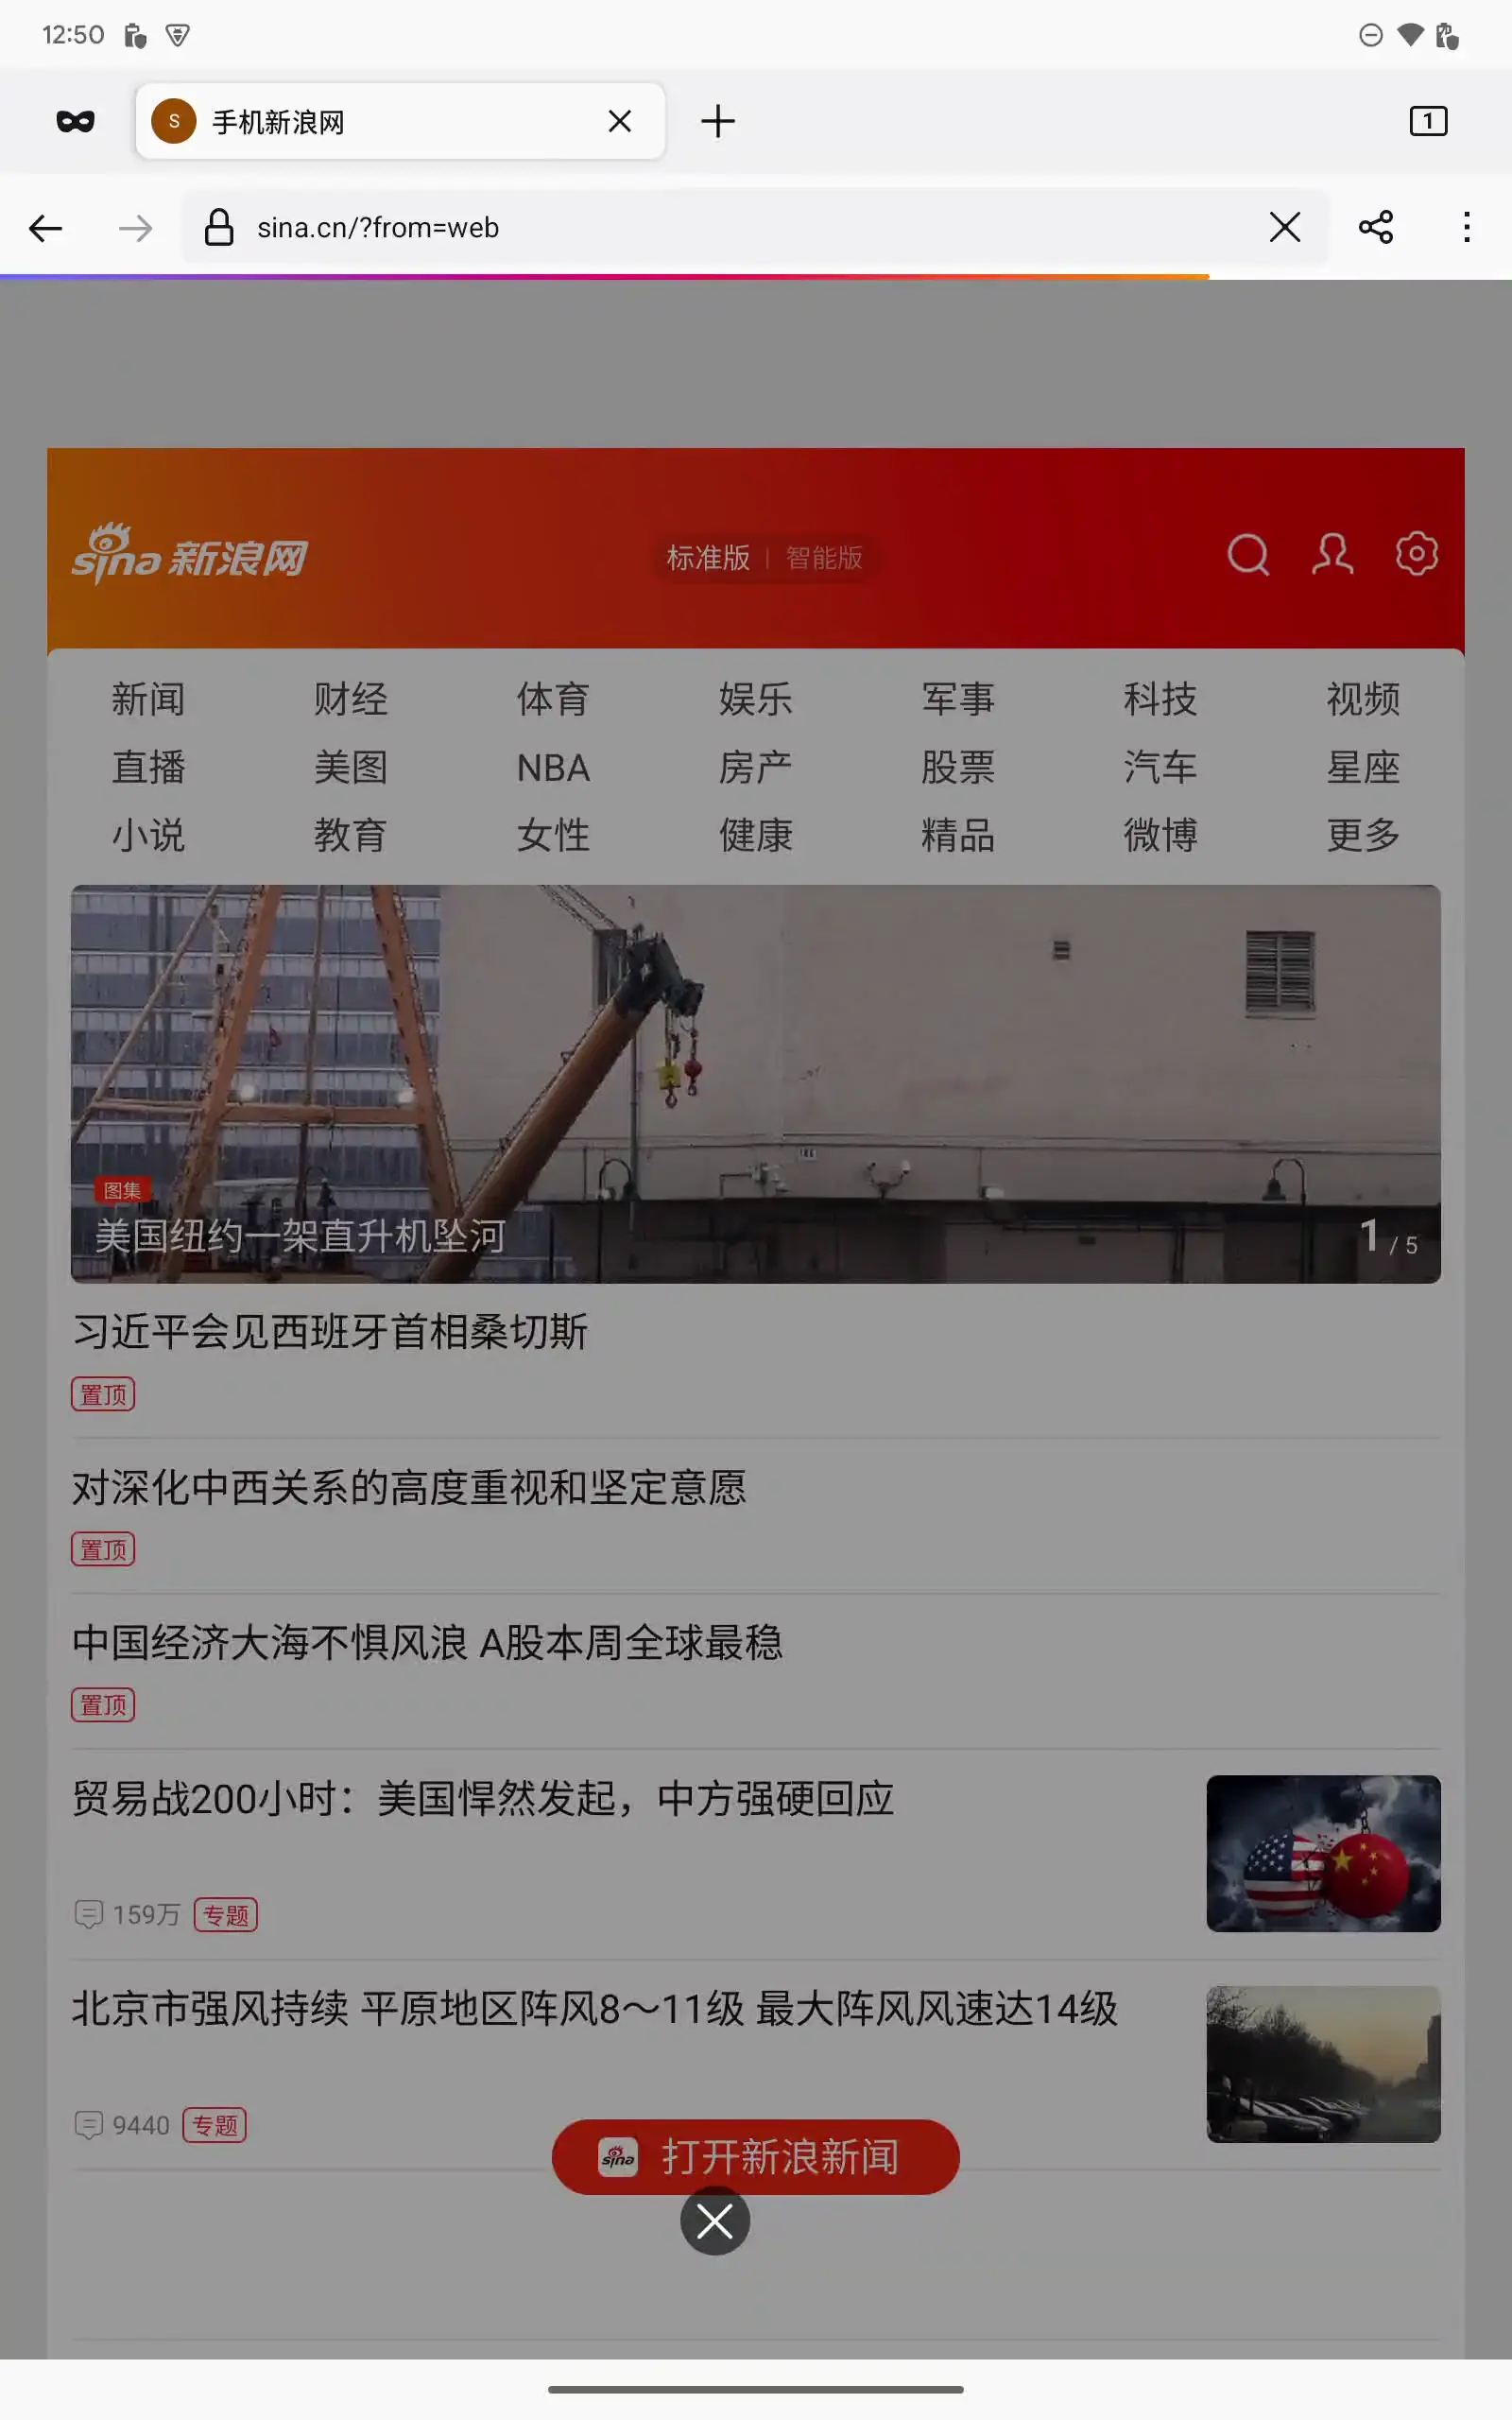 12:50
S 手机新浪网
1
sina.cn/?from=web
sina 新浪网
标准版 | 智能版
新闻 财经 体育 娱乐 军事 科技 视频
直播 美图 NBA 房产 股票 汽车 星座
小说 教育 女性 健康 精品 微博 更多
图集
美国纽约一架直升机坠河
1 / 5
习近平会见西班牙首相桑切斯
置顶
对深化中西关系的高度重视和坚定意愿
置顶
中国经济大海不惧风浪 A股本周全球最稳
置顶
贸易战200小时：美国悍然发起，中方强硬回应
159万 专题
北京市强风持续 平原地区阵风8～11级 最大阵风风速达14级
9440 专题
sina 打开新浪新闻